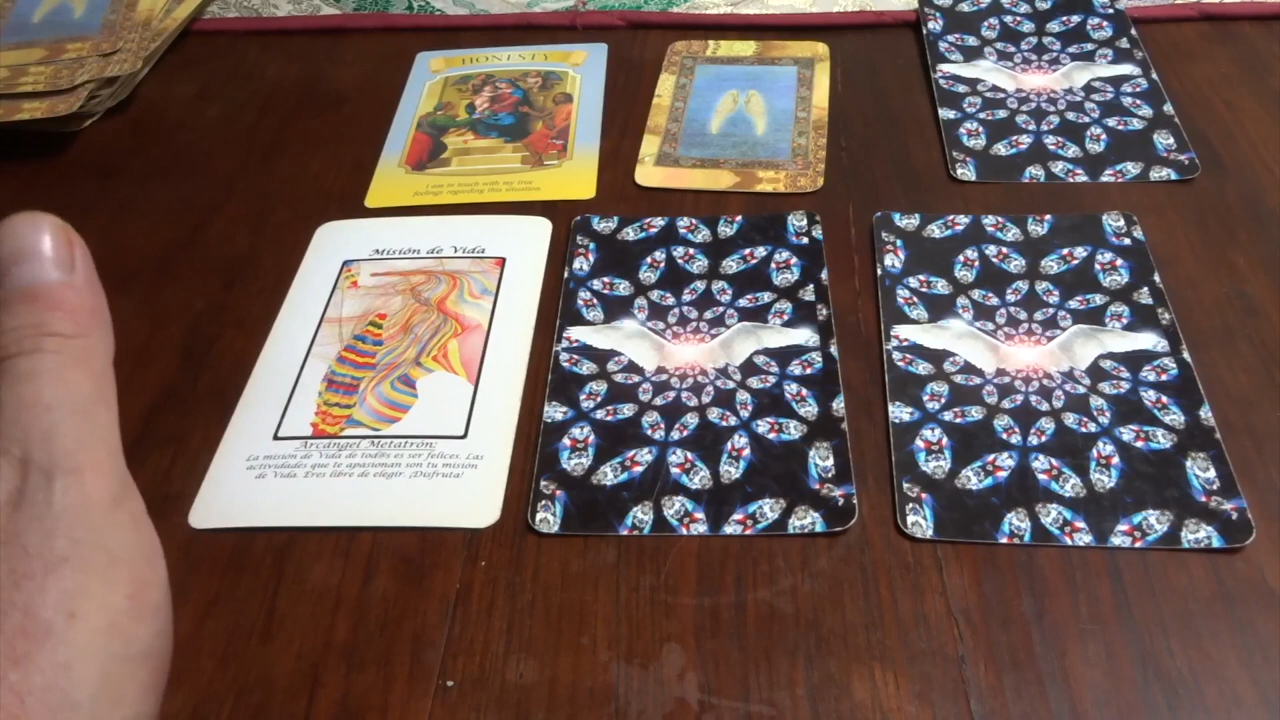 HONESTY
I am in touch with my true
feelings regarding this situation.
Misión de Vida
Arcángel Metatrón:
La misión de Vida de tod@s es ser felices. Las
actividades que te apasionan son tu misión
de Vida. Eres libre de elegir. ¡Disfruta!